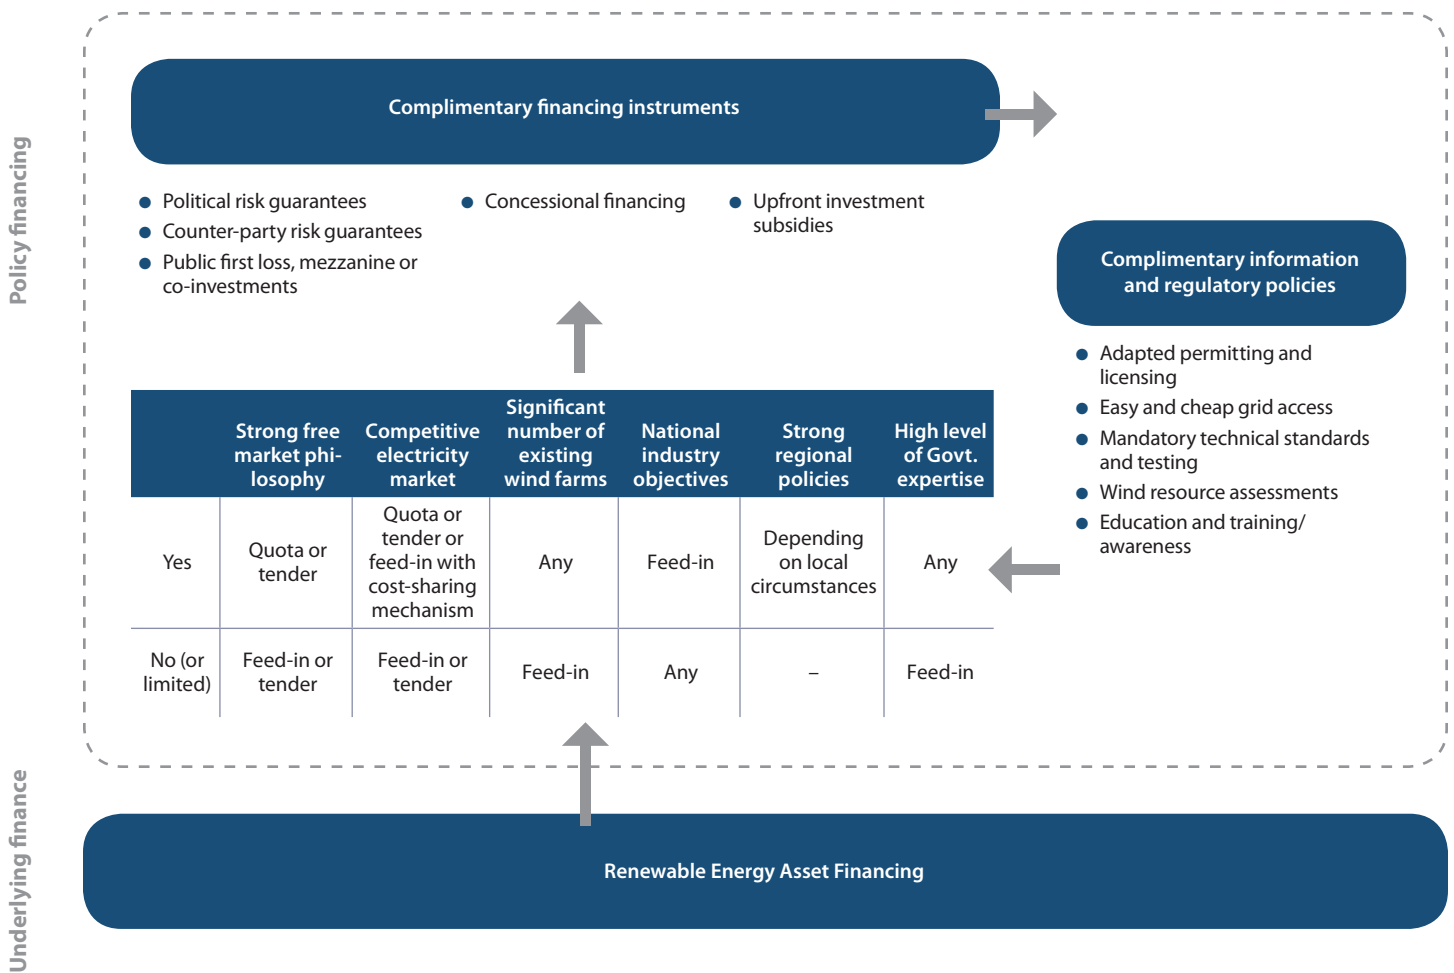 Policy financing
Complimentary financing instruments
● Political risk guarantees
● Counter-party risk guarantees
● Public first loss, mezzanine or
co-investments
● Concessional financing
● Upfront investment
subsidies
Complimentary information
and regulatory policies
● Adapted permitting and
licensing
● Easy and cheap grid access
● Mandatory technical standards
and testing
● Wind resource assessments
● Education and training/
awareness
Strong free
market phi-
losophy
Competitive
electricity
market
Significant
number of
existing
wind farms
National
industry
objectives
Strong
regional
policies
High level
of Govt.
expertise
Yes
Quota or
tender
Quota or
tender or
feed-in with
cost-sharing
mechanism
Any
Feed-in
Depending
on local
circumstances
Any
No (or
limited)
Feed-in or
tender
Feed-in or
tender
Feed-in
Any
–
Feed-in
Underlying finance
Renewable Energy Asset Financing